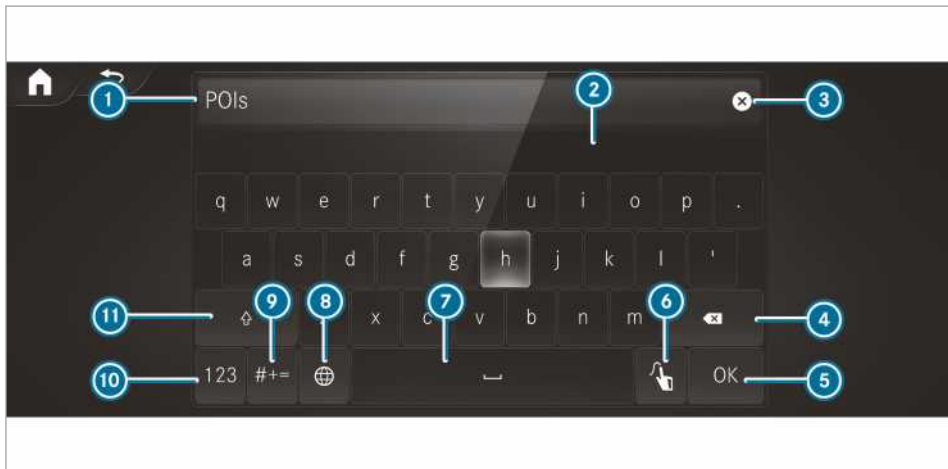 1 POIs 2 3
q w e r t y u i o p .
a s d f g h j k l '
11 9 8 7 6
x c v b n m 4
10 123 #+= OK 5